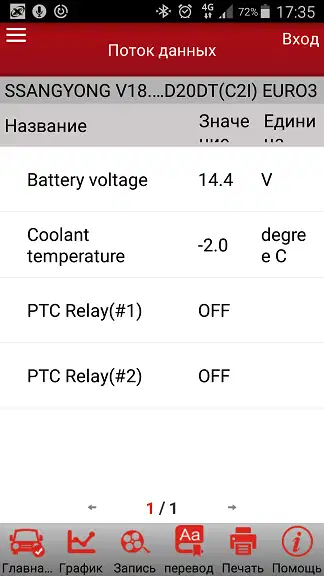 4G
72%
17:35
Поток данных
Вход
SSANGYONG V18....D20DT(C2I) EURO3
Название
Значе
ние
Едини
ца
Battery voltage
14.4
V
Coolant
temperature
-2.0
degre
e C
PTC Relay(#1)
OFF
PTC Relay(#2)
OFF
1 / 1
Aa
Главна...
График
Запись
перевод
Печать
Помощь